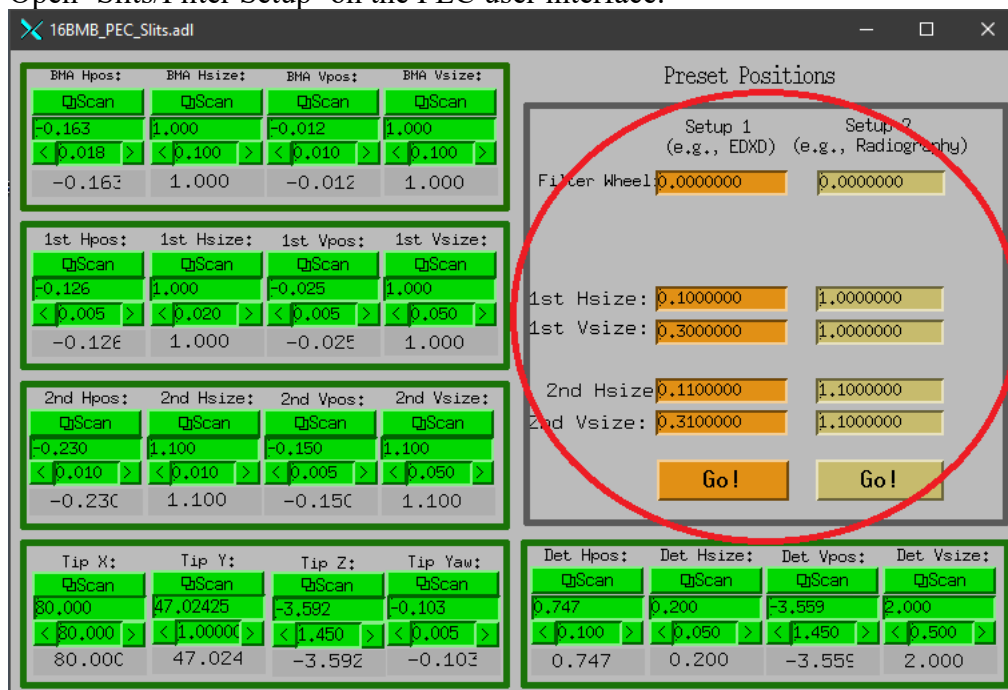 Open "Slits/Filter Setup" on the PEC user interface.
16BMB_PEC_Slits.adl
BMA Hpos: BMA Hsize: BMA Vpos: BMA Vsize:
Scan Scan Scan Scan
-0.163 1.000 -0.012 1.000
< 0.018 > < 0.100 > < 0.010 > < 0.100 >
-0.163 1.000 -0.012 1.000
1st Hpos: 1st Hsize: 1st Vpos: 1st Vsize:
Scan Scan Scan Scan
-0.126 1.000 -0.025 1.000
< 0.005 > < 0.020 > < 0.005 > < 0.050 >
-0.126 1.000 -0.025 1.000
2nd Hpos: 2nd Hsize: 2nd Vpos: 2nd Vsize:
Scan Scan Scan Scan
-0.230 1.100 -0.150 1.100
< 0.010 > < 0.010 > < 0.005 > < 0.050 >
-0.230 1.100 -0.150 1.100
Tip X: Tip Y: Tip Z: Tip Yaw:
Scan Scan Scan Scan
80.000 47.02425 -3.592 -0.103
< 80.000 > < 1.00000 > < 1.450 > < 0.005 >
80.000 47.024 -3.592 -0.103
Preset Positions
Setup 1 Setup 2
(e.g., EDXD) (e.g., Radiography)
Filter Wheel: 0.0000000 0.0000000
1st Hsize: 0.1000000 1.0000000
1st Vsize: 0.3000000 1.0000000
2nd Hsize 0.1100000 1.1000000
2nd Vsize: 0.3100000 1.1000000
Go! Go!
Det Hpos: Det Hsize: Det Vpos: Det Vsize:
Scan Scan Scan Scan
0.747 0.200 -3.559 2.000
< 0.100 > < 0.050 > < 1.450 > < 0.500 >
0.747 0.200 -3.559 2.000